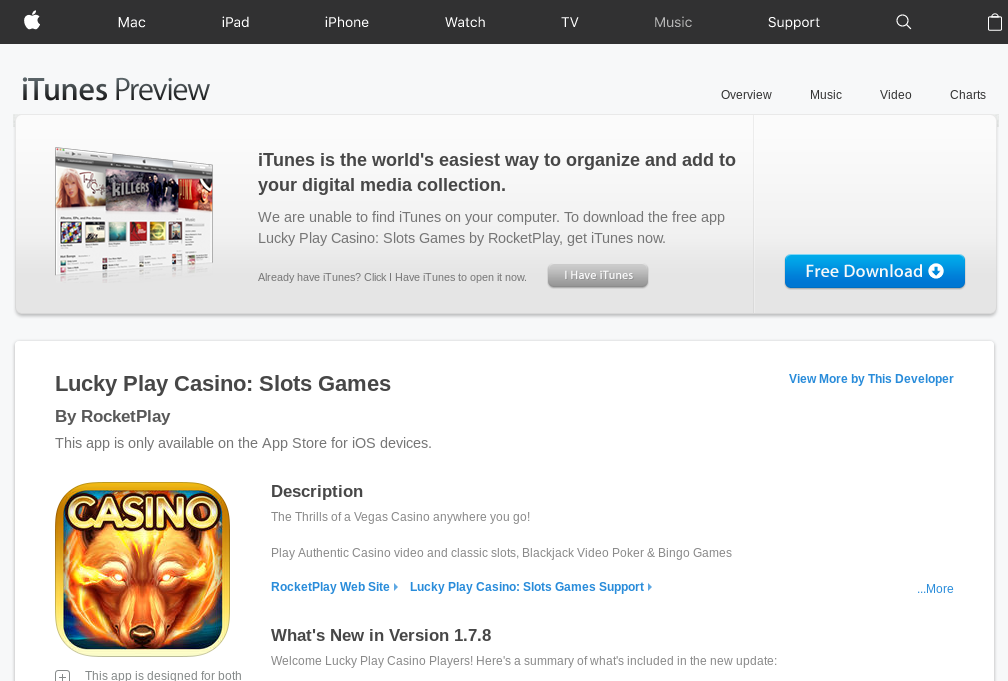 Mac iPad iPhone Watch TV Music Support
iTunes Preview
Overview Music Video Charts
KILLERS
iTunes is the world's easiest way to organize and add to
your digital media collection.
We are unable to find iTunes on your computer. To download the free app
Lucky Play Casino: Slots Games by RocketPlay, get iTunes now.
Already have iTunes? Click I Have iTunes to open it now.
I Have iTunes
Free Download
Lucky Play Casino: Slots Games
View More by This Developer
By RocketPlay
This app is only available on the App Store for iOS devices.
CASINO
Description
The Thrills of a Vegas Casino anywhere you go!
Play Authentic Casino video and classic slots, Blackjack Video Poker & Bingo Games
RocketPlay Web Site Lucky Play Casino: Slots Games Support
...More
What's New in Version 1.7.8
Welcome Lucky Play Casino Players! Here's a summary of what's included in the new update:
This app is designed for both